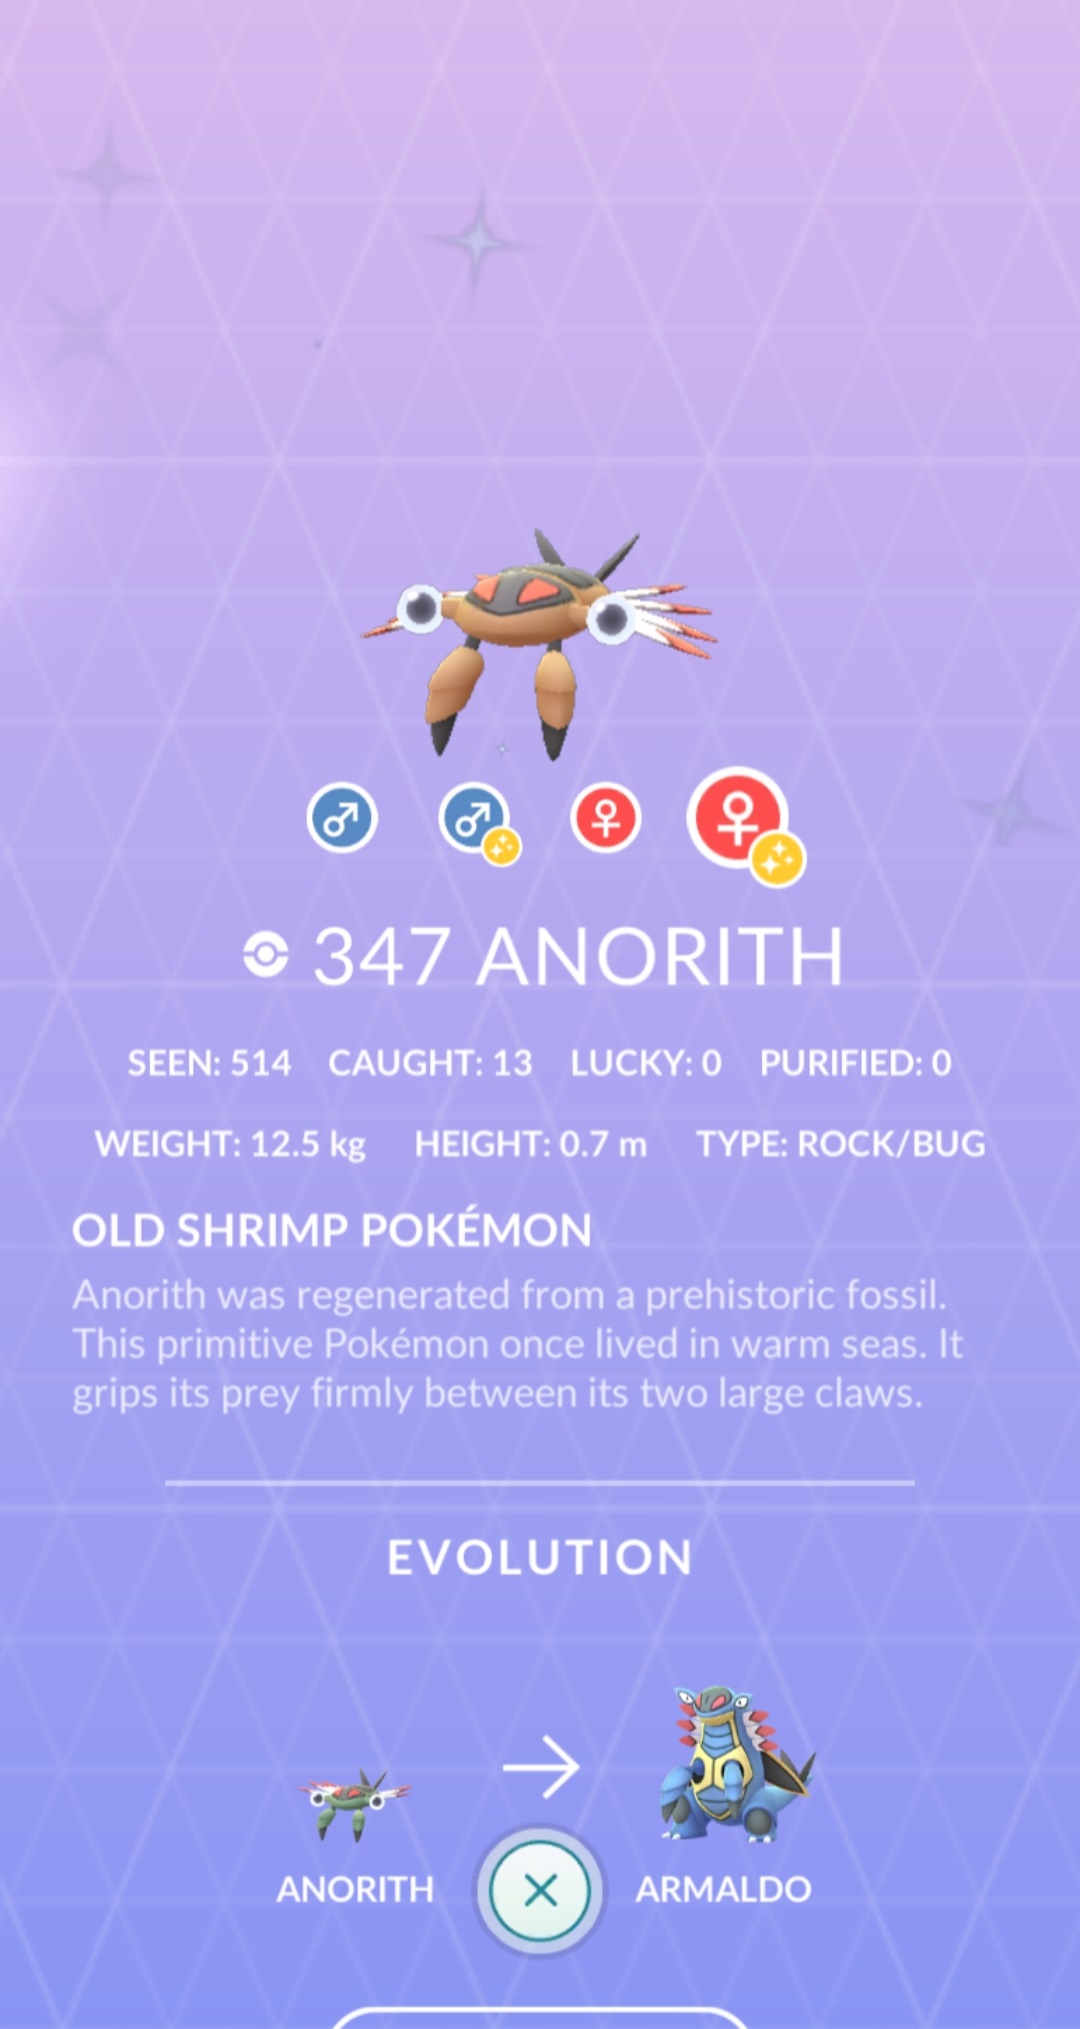 347 ANORITH
SEEN: 514 CAUGHT: 13 LUCKY: 0 PURIFIED: 0
WEIGHT: 12.5 kg HEIGHT: 0.7 m TYPE: ROCK/BUG
OLD SHRIMP POKÉMON
Anorith was regenerated from a prehistoric fossil.
This primitive Pokémon once lived in warm seas. It
grips its prey firmly between its two large claws.
EVOLUTION
ANORITH ARMALDO